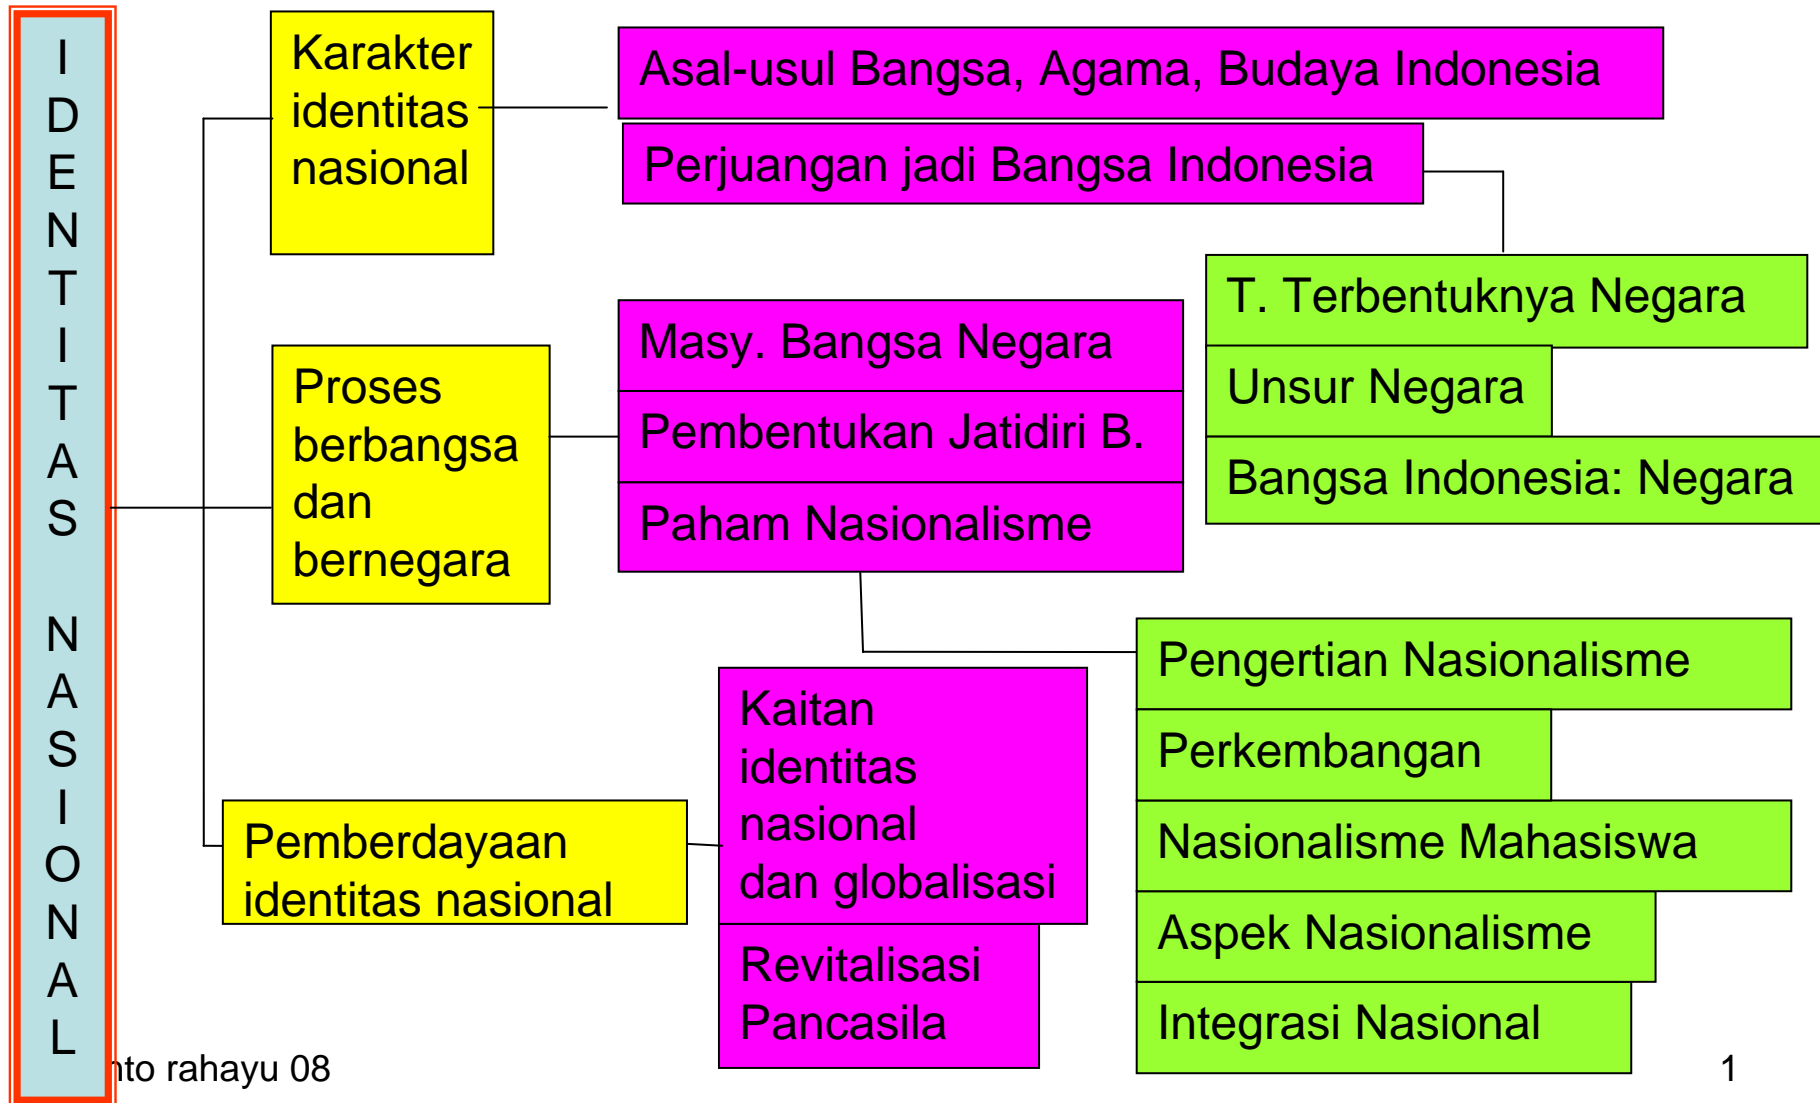 IDENTITAS NASIONAL
Karakter
identitas
nasional
Asal-usul Bangsa, Agama, Budaya Indonesia
Perjuangan jadi Bangsa Indonesia
T. Terbentuknya Negara
Unsur Negara
Bangsa Indonesia: Negara
Proses
berbangsa
dan
bernegara
Masy. Bangsa Negara
Pembentukan Jatidiri B.
Paham Nasionalisme
Pengertian Nasionalisme
Perkembangan
Nasionalisme Mahasiswa
Aspek Nasionalisme
Integrasi Nasional
Pemberdayaan
identitas nasional
Kaitan
identitas
nasional
dan globalisasi
Revitalisasi
Pancasila
rahayu 08
1